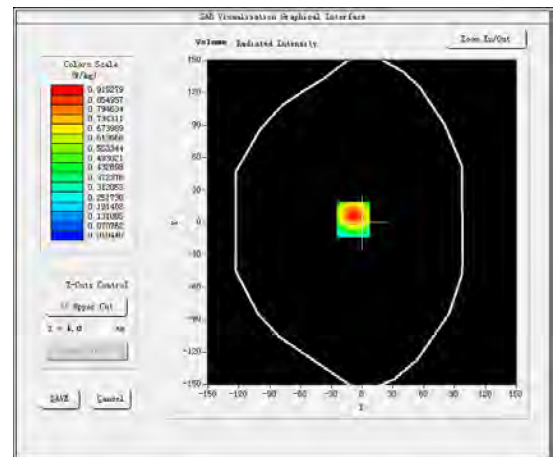 SAR Visualisation Graphical Interface
Volume Radiated Intensity
Zoom In/Out
Colors Scale
(W/kg)
0.915279
0.854957
0.794634
0.734311
0.673989
0.613666
0.553344
0.493021
0.432698
0.372376
0.312053
0.251730
0.191408
0.131085
0.070762
150
120
90
60
30
0
-30
-60
-90
-120
-150
Y
-150 -120 -90 -60 -30 0 30 60 90 120 150
X
Z-Cuts Control
Upper Cut
SAVE
Cancel